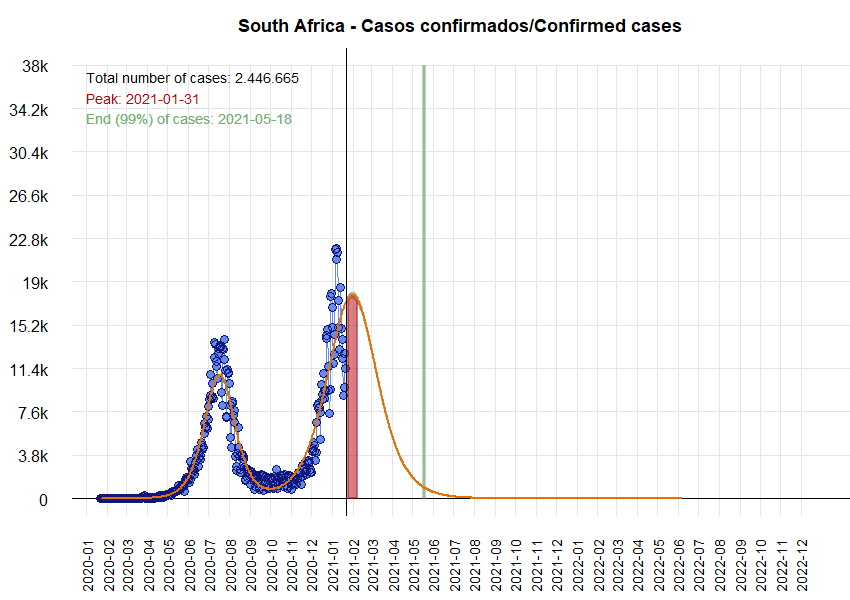 South Africa - Casos confirmados/Confirmed cases
38k
34.2k
30.4k
26.6k
22.8k
19k
15.2k
11.4k
7.6k
3.8k
0
Total number of cases: 2.446.665
Peak: 2021-01-31
End (99%) of cases: 2021-05-18
2020-01
2020-02
2020-03
2020-04
2020-05
2020-06
2020-07
2020-08
2020-09
2020-10
2020-11
2020-12
2021-01
2021-02
2021-03
2021-04
2021-05
2021-06
2021-07
2021-08
2021-09
2021-10
2021-11
2021-12
2022-02
2022-03
2022-04
2022-05
2022-06
2022-07
2022-08
2022-09
2022-10
2022-11
2022-12